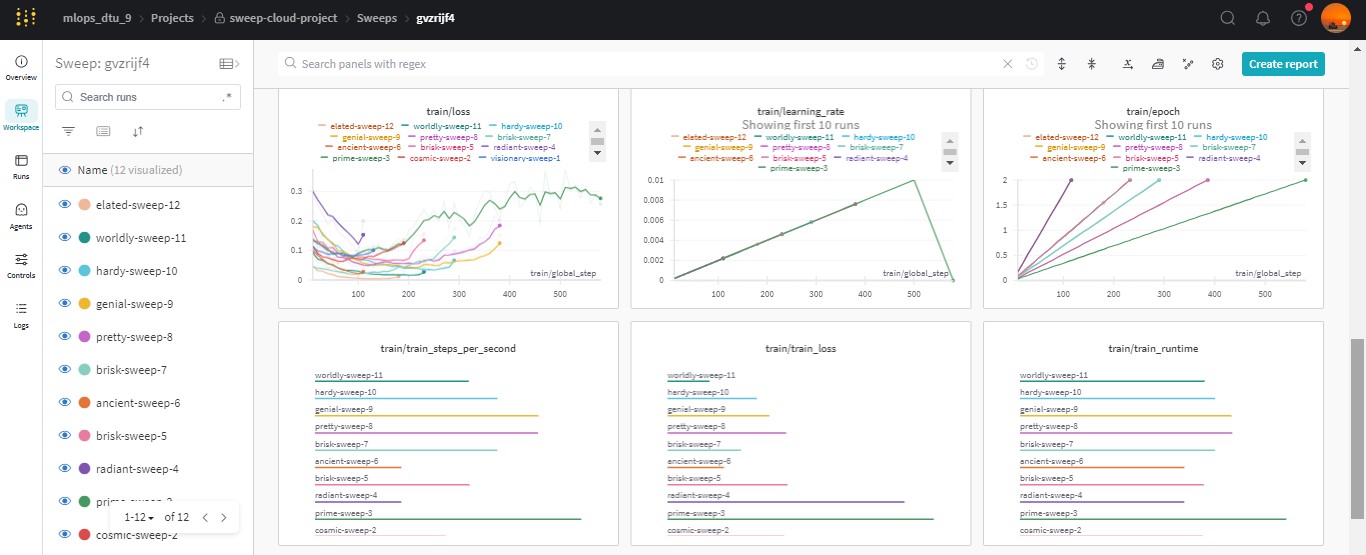 mlops_dtu_9 > Projects > sweep-cloud-project > Sweeps > gvzrijf4
Overview
Workspace
Runs
Agents
Controls
Logs
Sweep: gvzrijf4
Search runs
.*
Name (12 visualized)
elated-sweep-12
worldly-sweep-11
hardy-sweep-10
genial-sweep-9
pretty-sweep-8
brisk-sweep-7
ancient-sweep-6
brisk-sweep-5
radiant-sweep-4
prime-sweep-3
cosmic-sweep-2
1-12 of 12
Search panels with regex
Create report
train/loss
elated-sweep-12 worldly-sweep-11 hardy-sweep-10
genial-sweep-9 pretty-sweep-8 brisk-sweep-7
ancient-sweep-6 brisk-sweep-5 radiant-sweep-4
prime-sweep-3 cosmic-sweep-2 visionary-sweep-1
0.3
0.2
0.1
0
train/global_step
100 200 300 400 500
train/learning_rate
Showing first 10 runs
elated-sweep-12 worldly-sweep-11 hardy-sweep-10
genial-sweep-9 pretty-sweep-8 brisk-sweep-7
ancient-sweep-6 brisk-sweep-5 radiant-sweep-4
prime-sweep-3
0.01
0.008
0.006
0.004
0.002
0
train/global_step
100 200 300 400 500
train/epoch
Showing first 10 runs
elated-sweep-12 worldly-sweep-11 hardy-sweep-10
genial-sweep-9 pretty-sweep-8 brisk-sweep-7
ancient-sweep-6 brisk-sweep-5 radiant-sweep-4
prime-sweep-3
2
1.5
1
0.5
0
train/global_step
100 200 300 400 500
train/train_steps_per_second
worldly-sweep-11
hardy-sweep-10
genial-sweep-9
pretty-sweep-8
brisk-sweep-7
ancient-sweep-6
brisk-sweep-5
radiant-sweep-4
prime-sweep-3
cosmic-sweep-2
train/train_loss
worldly-sweep-11
hardy-sweep-10
genial-sweep-9
pretty-sweep-8
brisk-sweep-7
ancient-sweep-6
brisk-sweep-5
radiant-sweep-4
prime-sweep-3
cosmic-sweep-2
train/train_runtime
worldly-sweep-11
hardy-sweep-10
genial-sweep-9
pretty-sweep-8
brisk-sweep-7
ancient-sweep-6
brisk-sweep-5
radiant-sweep-4
prime-sweep-3
cosmic-sweep-2